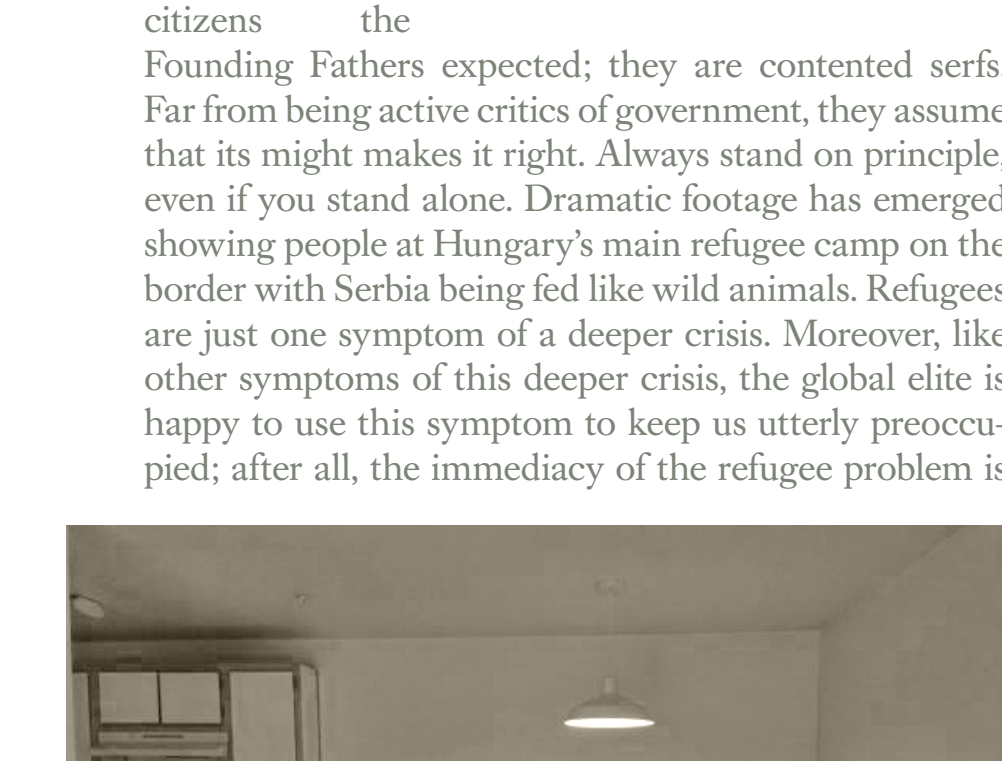 citizens the
Founding Fathers expected; they are contented serfs.
Far from being active critics of government, they assume
that its might makes it right. Always stand on principle,
even if you stand alone. Dramatic footage has emerged
showing people at Hungary’s main refugee camp on the
border with Serbia being fed like wild animals. Refugees
are just one symptom of a deeper crisis. Moreover, like
other symptoms of this deeper crisis, the global elite is
happy to use this symptom to keep us utterly preoccu-
pied; after all, the immediacy of the refugee problem is